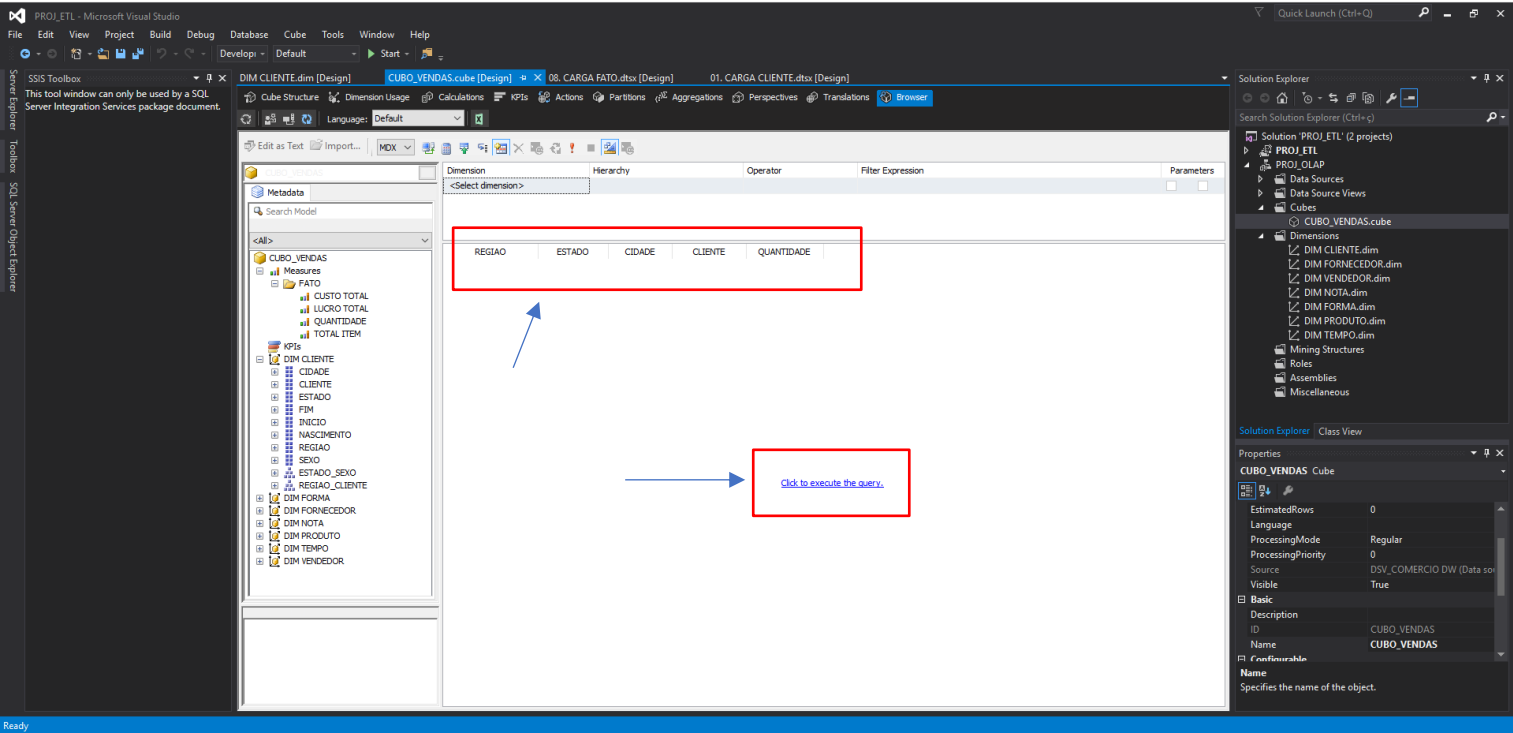 PROJ_ETL - Microsoft Visual Studio
Quick Launch (Ctrl+Q)
File Edit View Project Build Debug Database Cube Tools Window Help
Default Start
Server Explorer
Toolbox
SQL Server Object Explorer
SSIS Toolbox
This tool window can only be used by a SQL
Server Integration Services package document.
DIM CLIENTE.dim [Design] CUBO_VENDAS.cube [Design] 08. CARGA FATO.dtsx [Design] 01. CARGA CLIENTE.dtsx [Design]
Cube Structure Dimension Usage Calculations KPIs Actions Partitions Aggregations Perspectives Translations Browser
Language: Default
Edit as Text Import... MDX
CUBO_VENDAS
Metadata
Search Model
<All>
CUBO_VENDAS
Measures
FATO
CUSTO TOTAL
LUCRO TOTAL
QUANTIDADE
TOTAL ITEM
KPIs
DIM CLIENTE
CIDADE
CLIENTE
ESTADO
FIM
INICIO
NASCIMENTO
REGIAO
SEXO
ESTADO_SEXO
REGIAO_CLIENTE
DIM FORMA
DIM FORNECEDOR
DIM NOTA
DIM PRODUTO
DIM TEMPO
DIM VENDEDOR
Dimension Hierarchy Operator Filter Expression Parameters
<Select dimension>
REGIAO ESTADO CIDADE CLIENTE QUANTIDADE
Click to execute the query.
Solution Explorer
Search Solution Explorer (Ctrl+ç)
Solution 'PROJ_ETL' (2 projects)
PROJ_ETL
PROJ_OLAP
Data Sources
Data Source Views
Cubes
CUBO_VENDAS.cube
Dimensions
DIM CLIENTE.dim
DIM FORNECEDOR.dim
DIM VENDEDOR.dim
DIM NOTA.dim
DIM FORMA.dim
DIM PRODUTO.dim
DIM TEMPO.dim
Mining Structures
Roles
Assemblies
Miscellaneous
Solution Explorer Class View
Properties
CUBO_VENDAS Cube
EstimatedRows 0
Language
ProcessingMode Regular
ProcessingPriority 0
Source DSV_COMERCIO DW (Data sou
Visible True
Basic
Description
ID CUBO_VENDAS
Name CUBO_VENDAS
Configurable
Name
Specifies the name of the object.
Ready